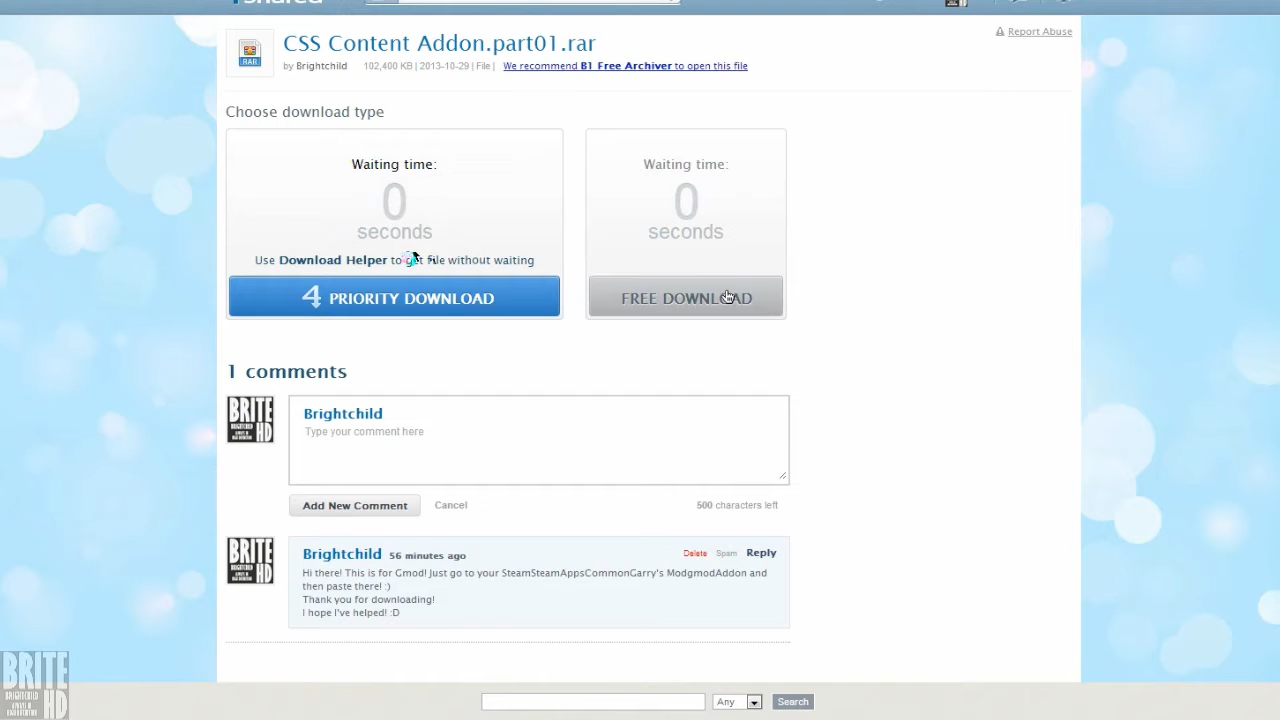 CSS Content Addon.part01.rar
RAR
by Brightchild 102,400 KB | 2013-10-29 | File | We recommend B1 Free Archiver to open this file
Report Abuse
Choose download type
Waiting time:
0
seconds
Use Download Helper to file without waiting
4 PRIORITY DOWNLOAD
Waiting time:
0
seconds
FREE DOWNLOAD
1 comments
BRITE HD
Brightchild
Type your comment here
Add New Comment Cancel 500 characters left
BRITE HD
Brightchild 56 minutes ago Delete Spam Reply
Hi there! This is for Gmod! Just go to your SteamSteamAppsCommonGarry's ModgmodAddon and
then paste there! :)
Thank you for downloading!
I hope I've helped! :D
BRITE
BRIGHTCHILD
HD
Any Search